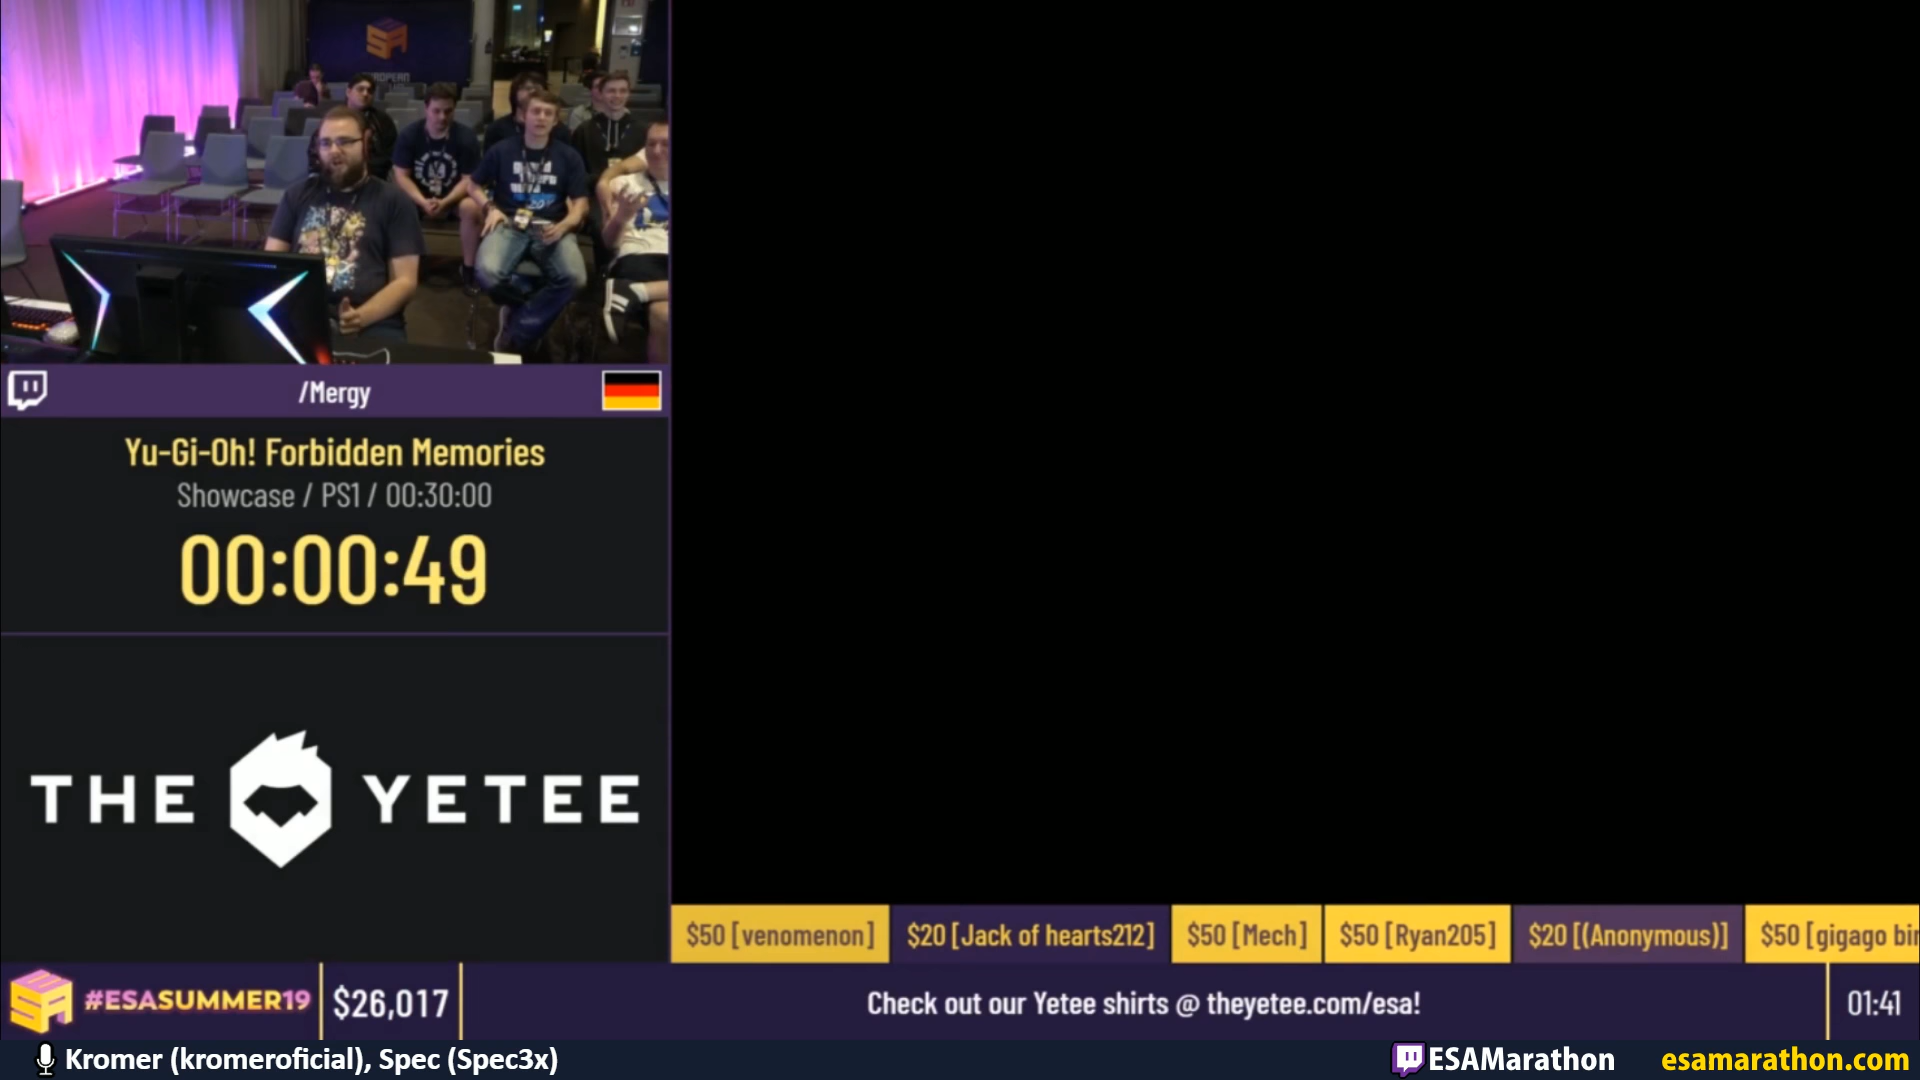 /Mergy
Yu-Gi-Oh! Forbidden Memories
Showcase / PS1 / 00:30:00
00:00:49
THE YETEE
$50 [venomenon]
$20 [Jack of hearts212]
$50 [Mech]
$50 [Ryan205]
$20 [(Anonymous)]
$50 [gigago
#ESASUMMER19
$26,017
Check out our Yetee shirts @ theyetee.com/esa!
01:41
Kromer (kromeroficial), Spec (Spec3x)
ESAMarathon
esamarathon.com